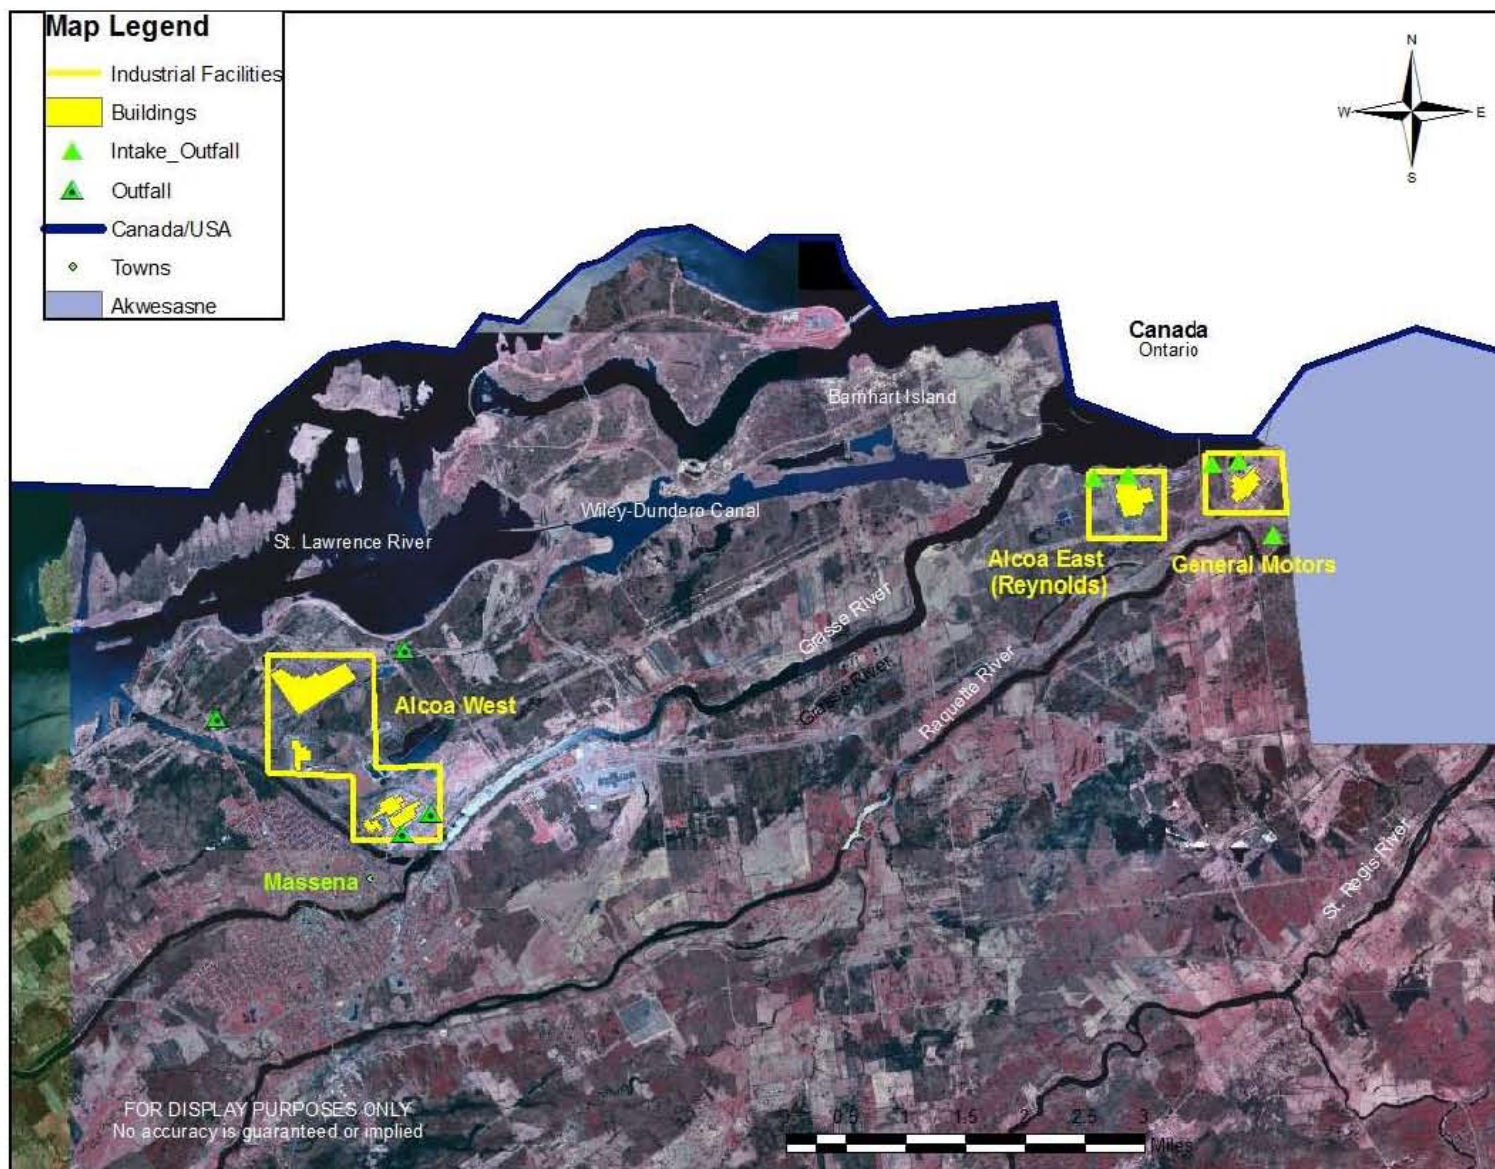 Map Legend
Industrial Facilities
Buildings
Intake_Outfall
Outfall
Canada/USA
Towns
Akwesasne
N
W
E
S
Canada
Ontario
Barnhart Island
Wiley-Dundero Canal
St. Lawrence River
Alcoa East
(Reynolds)
General Motors
Grasse River
Grasse River
Raquette River
Alcoa West
Massena
St. Regis River
FOR DISPLAY PURPOSES ONLY
No accuracy is guaranteed or implied
0.5 0 0.5 1 1.5 2 2.5 3
Miles